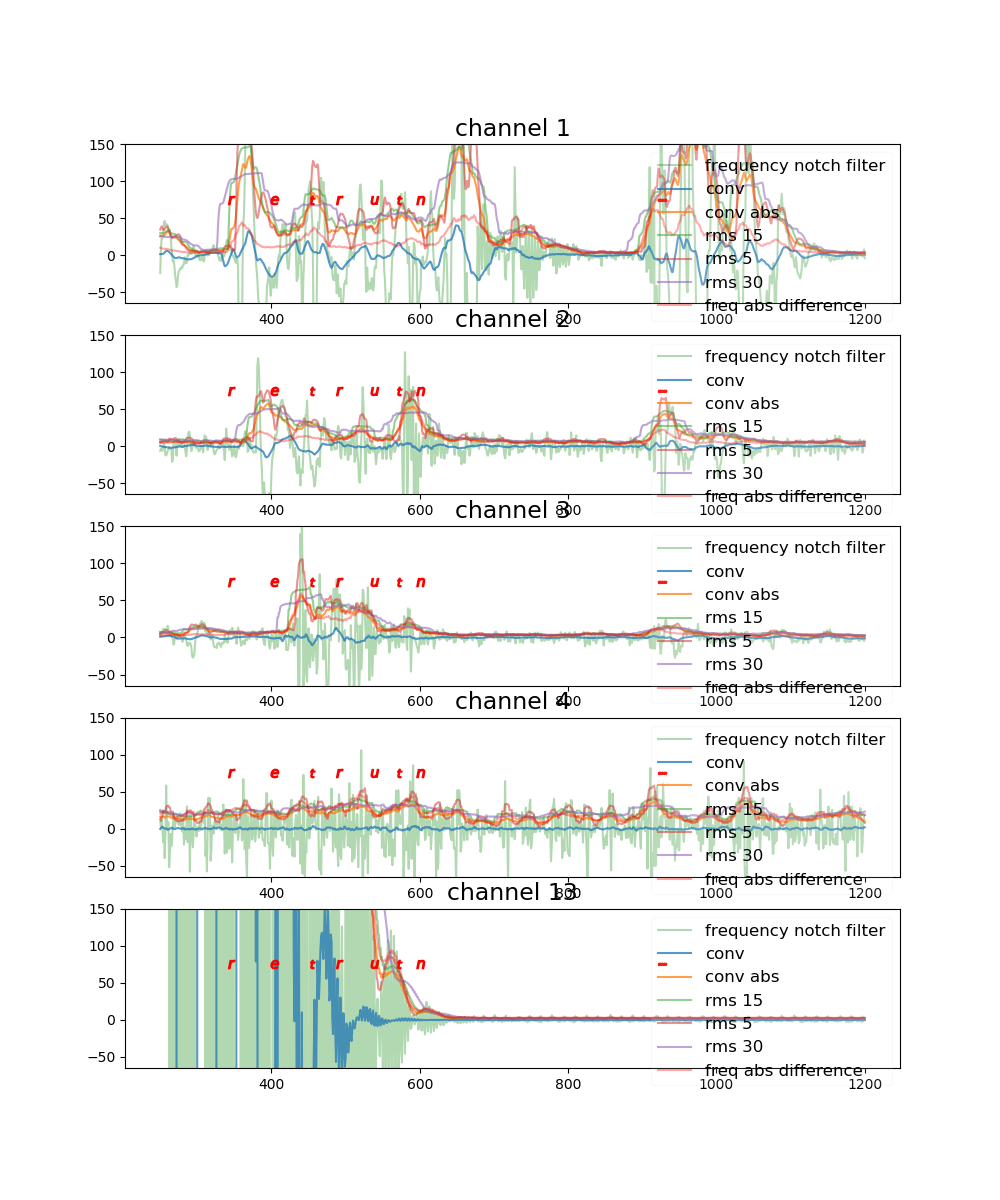 channel 1
150
100
50
0
−50
r e t r u t n -
frequency notch filter
conv
conv abs
rms 15
rms 5
rms 30
freq abs difference
400 600 800 1000 1200
channel 2
150
100
50
0
−50
r e t r u t n -
frequency notch filter
conv
conv abs
rms 15
rms 5
rms 30
freq abs difference
400 600 800 1000 1200
channel 3
150
100
50
0
−50
r e t r u t n -
frequency notch filter
conv
conv abs
rms 15
rms 5
rms 30
freq abs difference
400 600 800 1000 1200
channel 4
150
100
50
0
−50
r e t r u t n -
frequency notch filter
conv
conv abs
rms 15
rms 5
rms 30
freq abs difference
400 600 800 1000 1200
channel 13
150
100
50
0
−50
r e t r u t n -
frequency notch filter
conv
conv abs
rms 15
rms 5
rms 30
freq abs difference
400 600 800 1000 1200